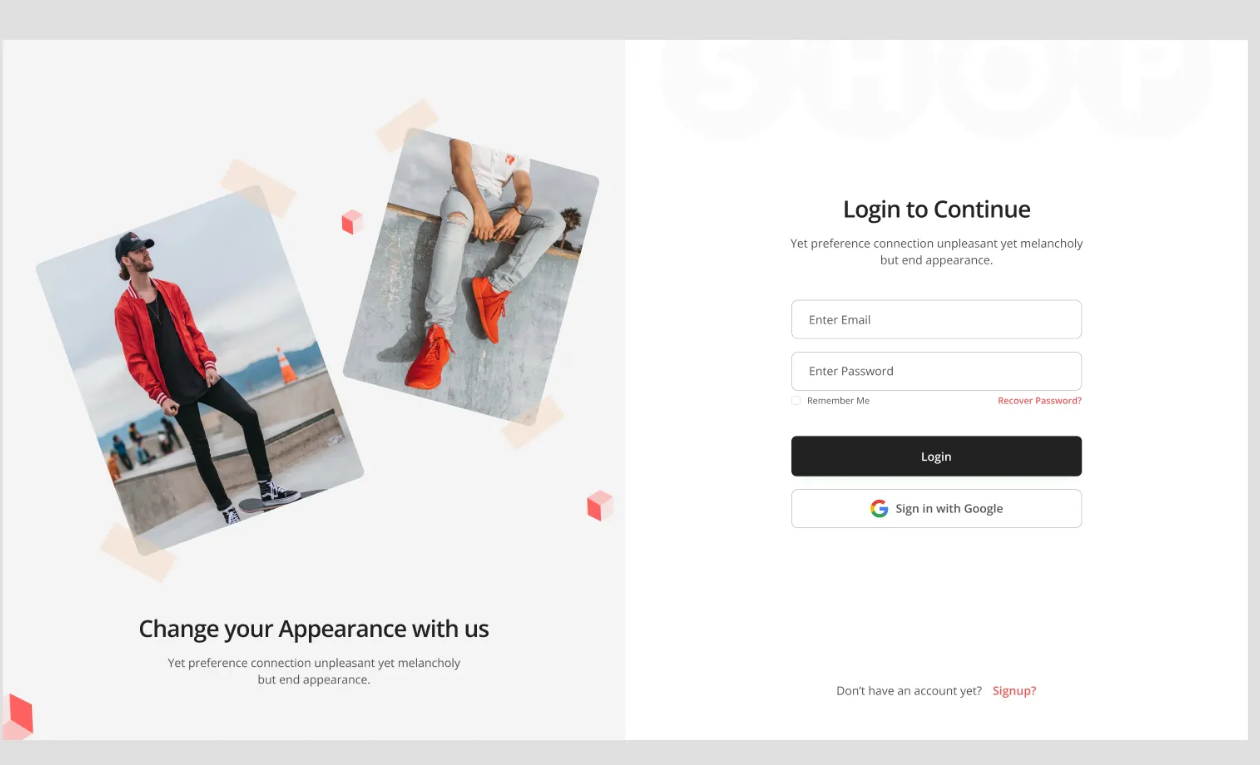 Change your Appearance with us
Yet preference connection unpleasant yet melancholy
but end appearance.
SHOP
Login to Continue
Yet preference connection unpleasant yet melancholy
but end appearance.
Enter Email
Enter Password
Remember Me
Recover Password?
Login
Sign in with Google
Don't have an account yet? Signup?